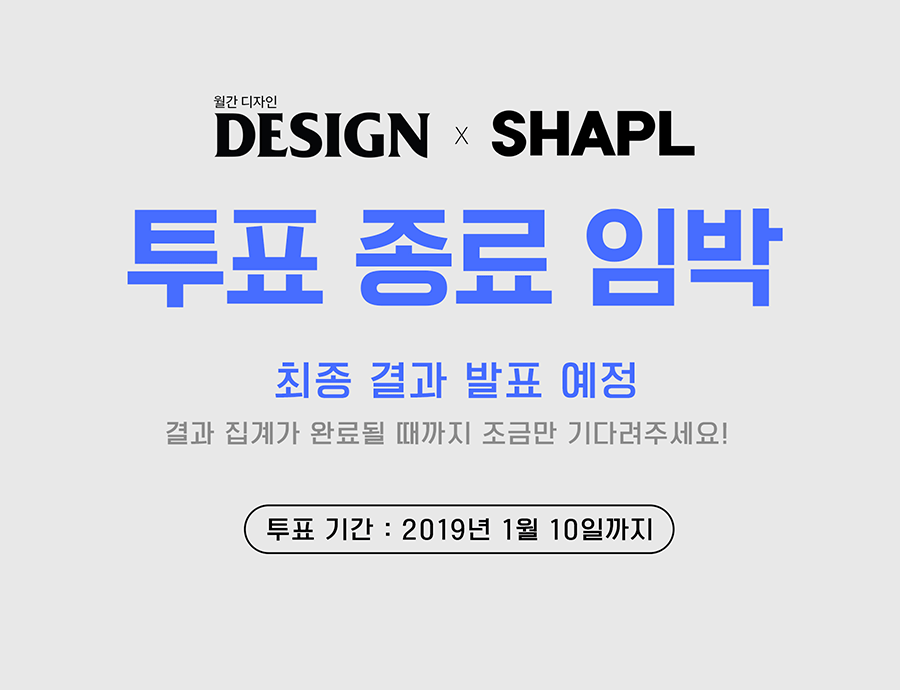 월간 디자인
DESIGN x SHAPL
투표 종료 임박
최종 결과 발표 예정
결과 집계가 완료될 때까지 조금만 기다려주세요!
투표 기간 : 2019년 1월 10일까지